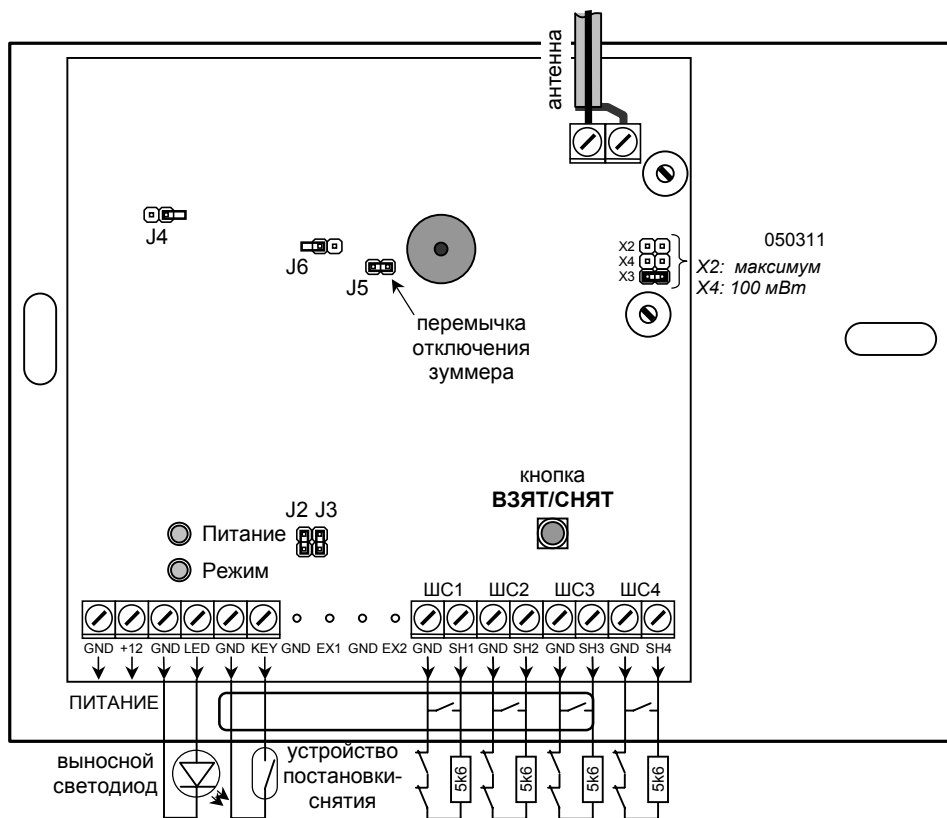 антенна
J4
J6
J5
перемычка
отключения
зуммера
X2
X4
X3
050311
X2: максимум
X4: 100 мВт
кнопка
ВЗЯТ/СНЯТ
J2 J3
Питание
Режим
ШС1 ШС2 ШС3 ШС4
GND +12 GND LED GND KEY GND EX1 GND EX2 GND SH1 GND SH2 GND SH3 GND SH4
ПИТАНИЕ
выносной
светодиод
устройство
постановки-
снятия
5k6 5k6 5k6 5k6